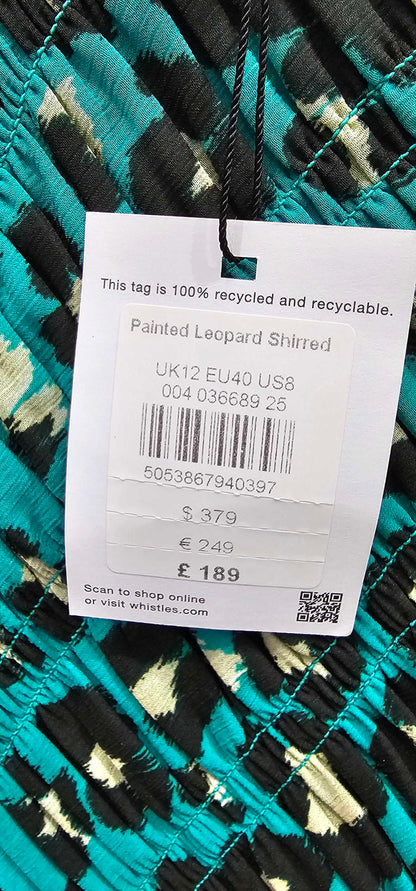 This tag is 100% recycled and recyclable.
Painted Leopard Shirred
UK12 EU40 US8
004 036689 25
5053867940397
$ 379
€ 249
£ 189
Scan to shop online
or visit whistles.com